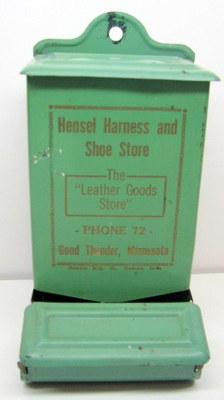 Hensel Harness and
Shoe Store
The
"Leather Goods
Store"
- PHONE 72 -
Good Thunder, Minnesota